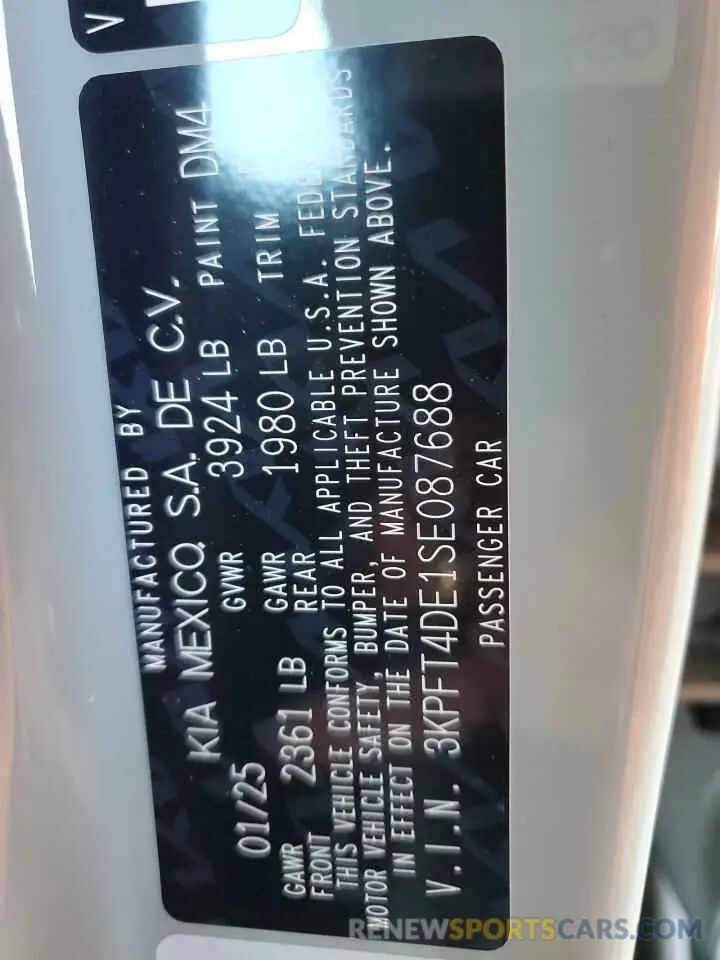 V
MANUFACTURED BY
KIA MEXICO, S.A. DE C.V.
01/25 GVWR 3924 LB PAINT DM4
GAWR FRONT 2361 LB GAWR REAR 1980 LB TRIM
THIS VEHICLE CONFORMS TO ALL APPLICABLE U.S.A.
MOTOR VEHICLE SAFETY, BUMPER, AND THEFT PREVENTION STANDARDS
IN EFFECT ON THE DATE OF MANUFACTURE SHOWN ABOVE.
V.I.N. 3KPFT4DE1SE087688
PASSENGER CAR
RENEWSPORTSCARS.COM